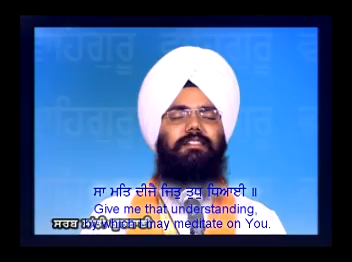 ਵਾਹਿਗੁਰੂ
ਸਾ ਮਤਿ ਦੀਜੈ ਜਿਤੁ ਤੁਧੁ ਧਿਆਈ ॥
Give me that understanding,
by which I may meditate on You.
ਸਰਬ